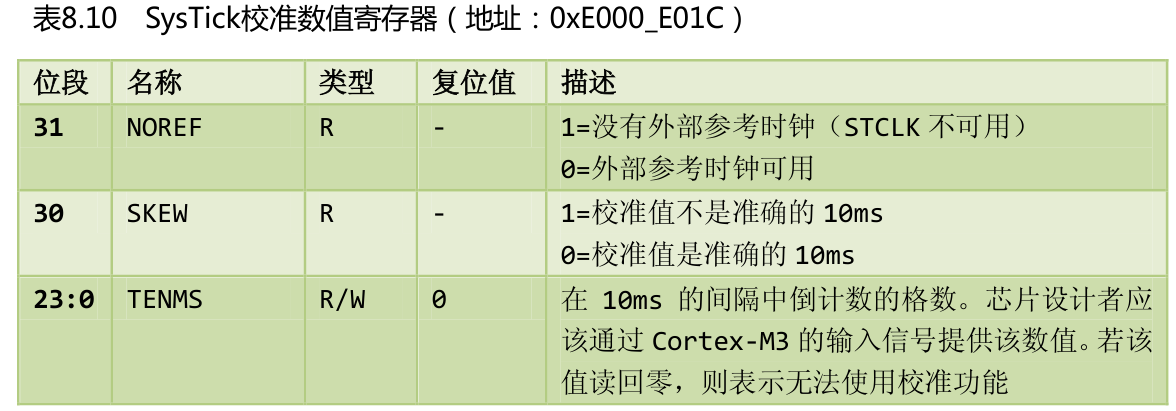 表8.10 SysTick校准数值寄存器（地址：0xE000_E01C）
位段 名称 类型 复位值 描述
31 NOREF R - 1=没有外部参考时钟（STCLK 不可用）
0=外部参考时钟可用
30 SKEW R - 1=校准值不是准确的 10ms
0=校准值是准确的 10ms
23:0 TENMS R/W 0 在 10ms 的间隔中倒计数的格数。芯片设计者应
该通过 Cortex-M3 的输入信号提供该数值。若该
值读回零，则表示无法使用校准功能